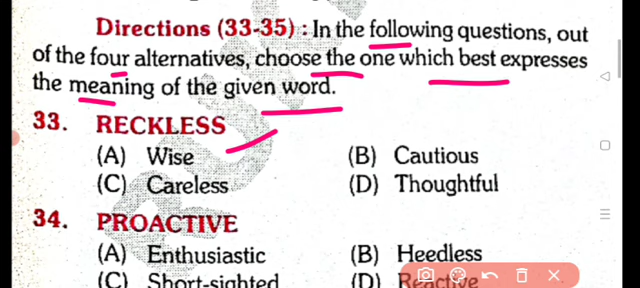 Directions (33-35) : In the following questions, out
of the four alternatives, choose the one which best expresses
the meaning of the given word.
33. RECKLESS
(A) Wise (B) Cautious
(C) Careless (D) Thoughtful
34. PROACTIVE
(A) Enthusiastic (B) Heedless
(C) Short-sighted (D) Reactive